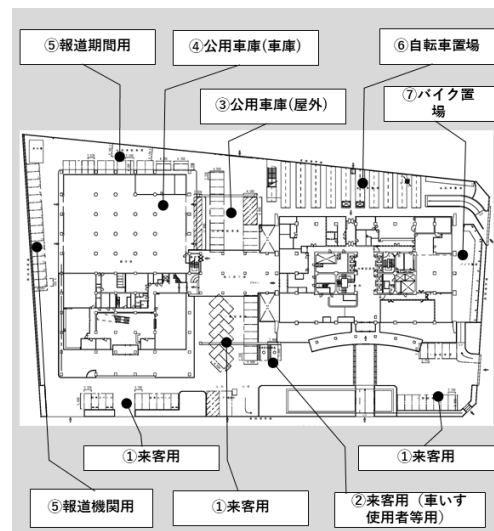 ⑤報道期間用
④公用車庫(車庫)
⑥自転車置場
③公用車庫(屋外)
⑦バイク置
場
①来客用
①来客用
⑤報道機関用
①来客用
②来客用（車いす
使用者等用）